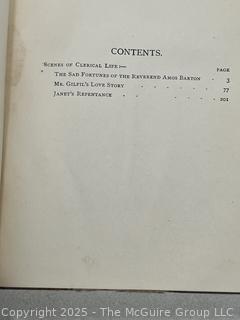 CONTENTS.
PAGE
SCENES OF CLERICAL LIFE:—
THE SAD FORTUNES OF THE REVEREND AMOS BARTON . 3
MR. GILFIL'S LOVE STORY . . . . . . 77
JANET'S REPENTANCE . . . . . . 201
Copyright 2025 - The McGuire Group LLC